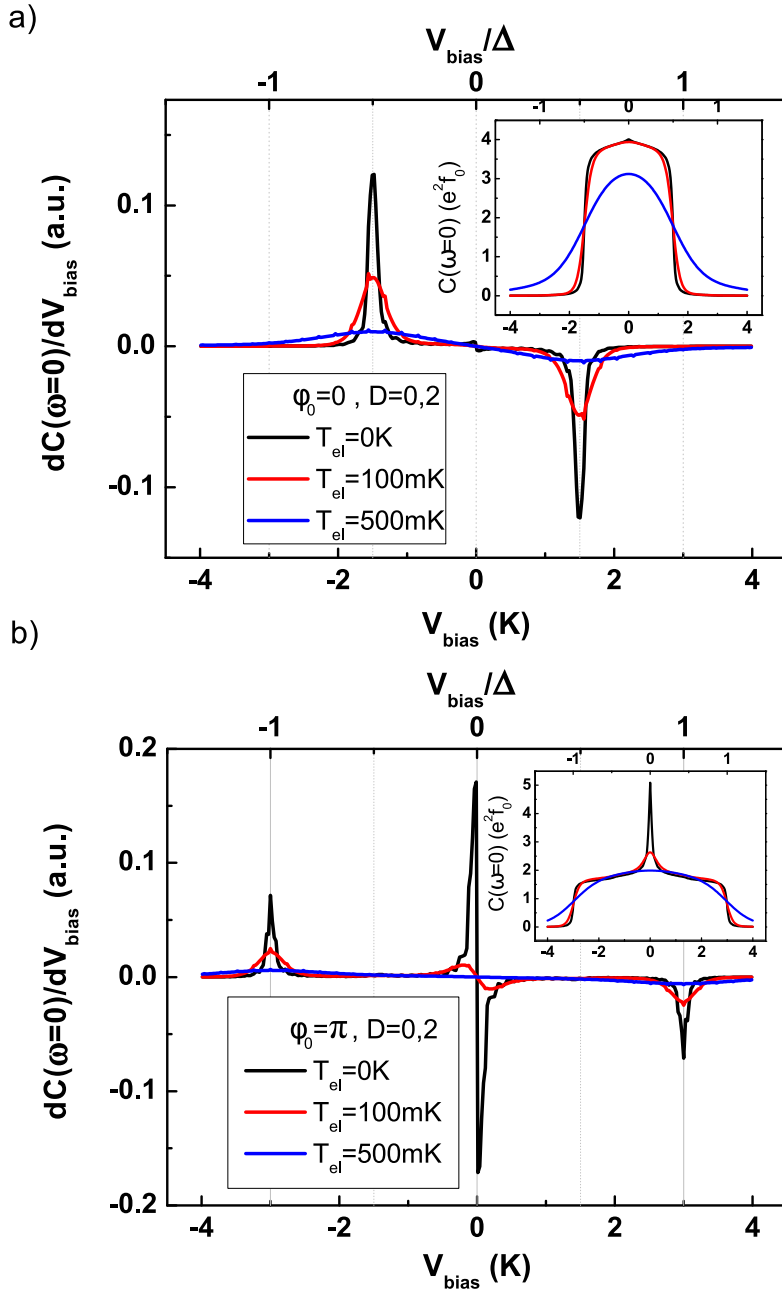 a)
V_bias/Δ
-1 0 1
dC(ω=0)/dV_bias (a.u.)
0.1
0.0
-0.1
-1 0 1
C(ω=0) (e²f₀)
4
3
2
1
0
-4 -2 0 2 4
φ₀=0 , D=0,2
T_el=0K
T_el=100mK
T_el=500mK
-4 -2 0 2 4
V_bias (K)
b)
V_bias/Δ
-1 0 1
dC(ω=0)/dV_bias (a.u.)
0.2
0.1
0.0
-0.1
-0.2
-1 0 1
C(ω=0) (e²f₀)
5
4
3
2
1
0
-4 -2 0 2 4
φ₀=π , D=0,2
T_el=0K
T_el=100mK
T_el=500mK
-4 -2 0 2 4
V_bias (K)